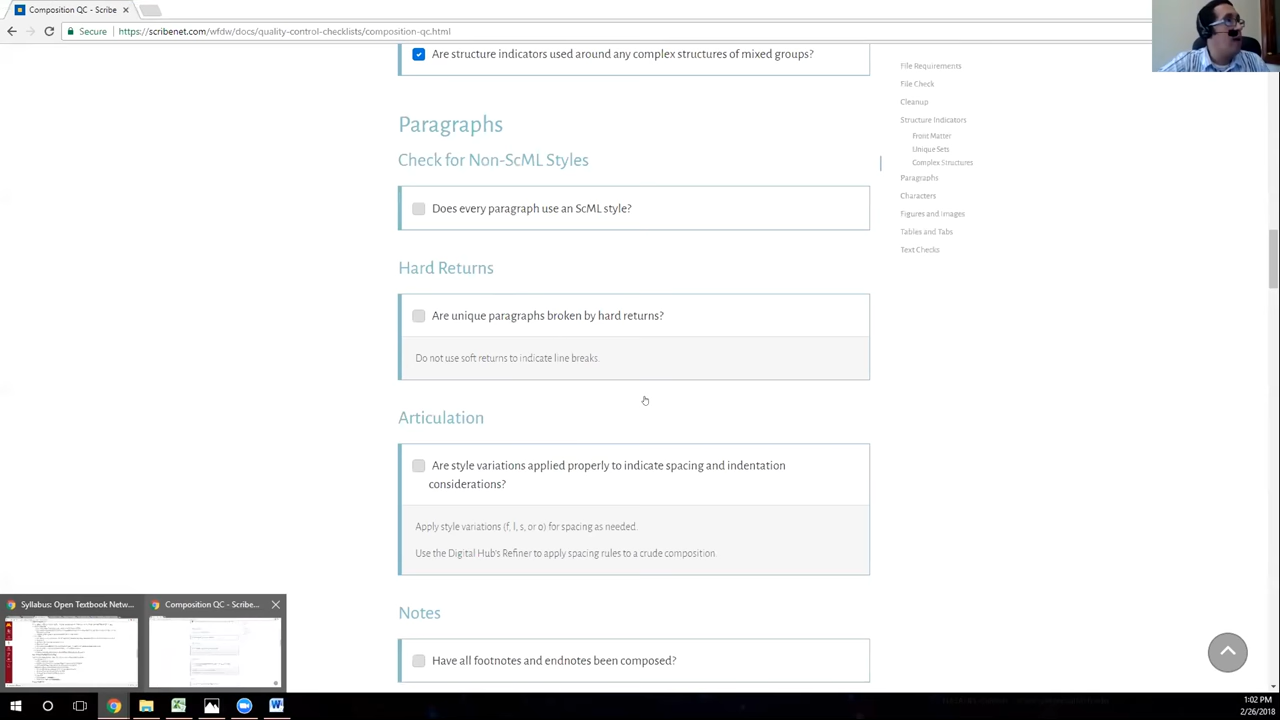 Composition QC - Scribe
Secure
https://scribenet.com/wfdw/docs/quality-control-checklists/composition-qc.html
Are structure indicators used around any complex structures of mixed groups?
Paragraphs
Check for Non-ScML Styles
Does every paragraph use an ScML style?
Hard Returns
Are unique paragraphs broken by hard returns?
Do not use soft returns to indicate line breaks.
Articulation
Are style variations applied properly to indicate spacing and indentation
considerations?
Apply style variations (f, l, s, or o) for spacing as needed.
Use the Digital Hub's Refiner to apply spacing rules to a crude composition.
Notes
Have all notes and endnotes been composed?
File Requirements
File Check
Cleanup
Structure Indicators
Front Matter
Unique Sets
Complex Structures
Paragraphs
Characters
Figures and Images
Tables and Tabs
Text Checks
Syllabus: Open Textbook Netw...
Composition QC - Scribe...
1:02 PM
2/26/2018